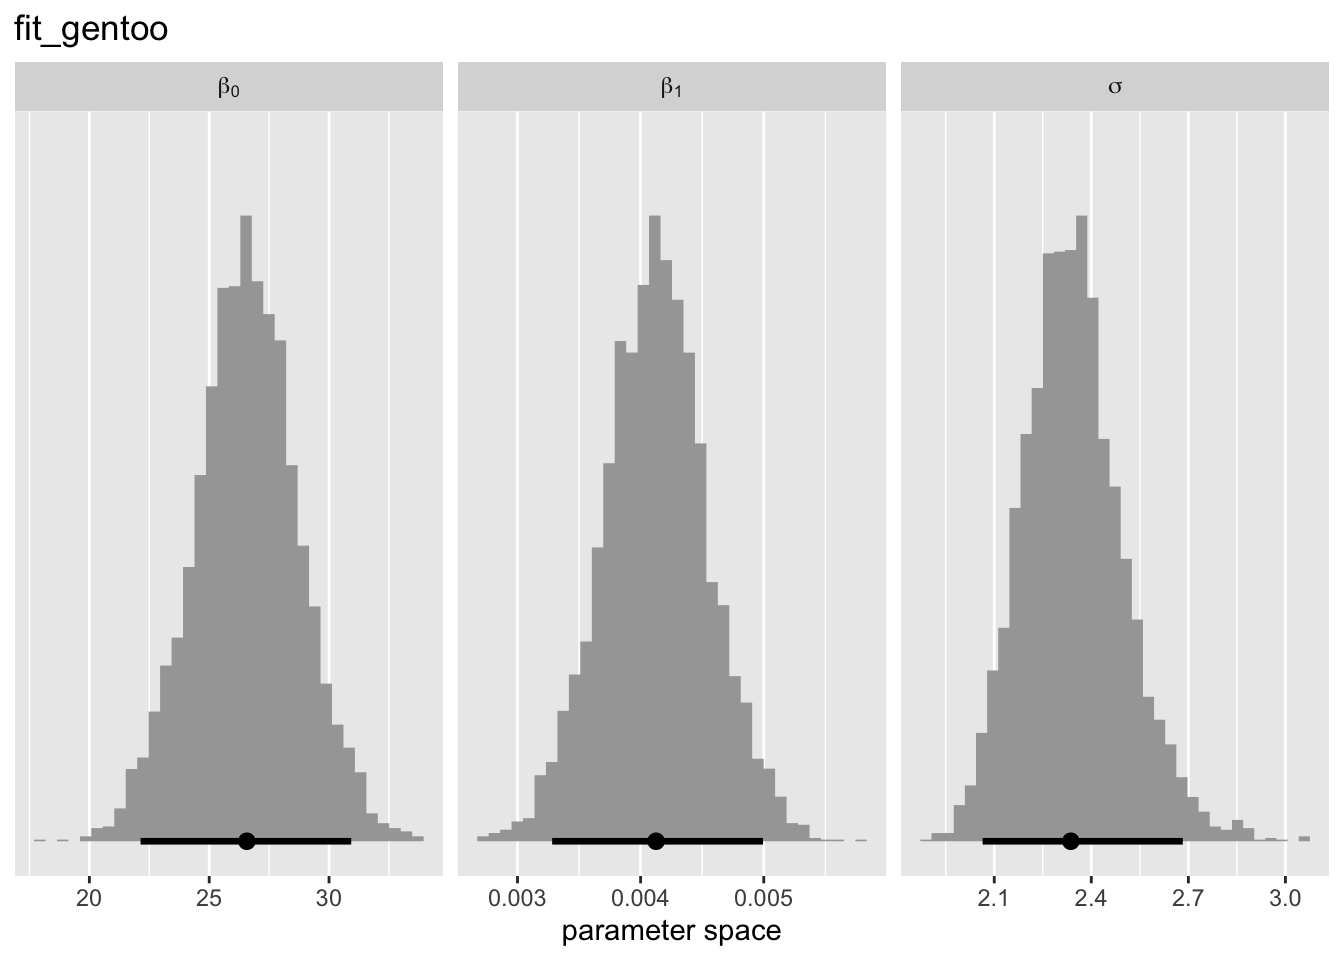 fit_gentoo
β₀ β₁ σ
20 25 30 0.003 0.004 0.005 2.1 2.4 2.7 3.0
parameter space